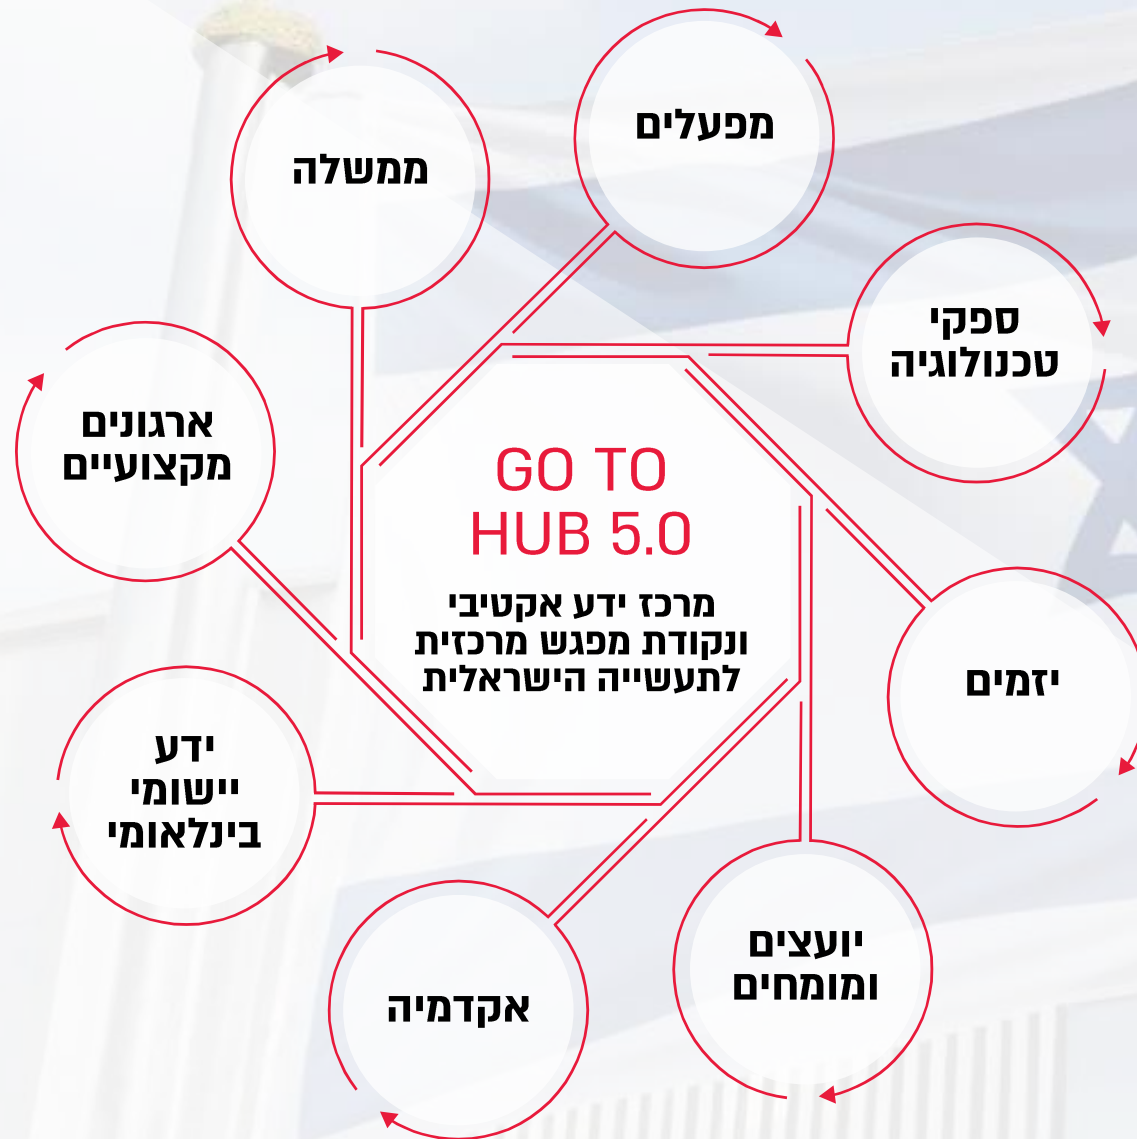 מפעלים
ממשלה
ספקי
טכנולוגיה
ארגונים
מקצועיים
GO TO
HUB 5.0
מרכז ידע אקטיבי
ונקודת מפגש מרכזית
לתעשייה הישראלית
יזמים
ידע
יישומי
בינלאומי
יועצים
ומומחים
אקדמיה